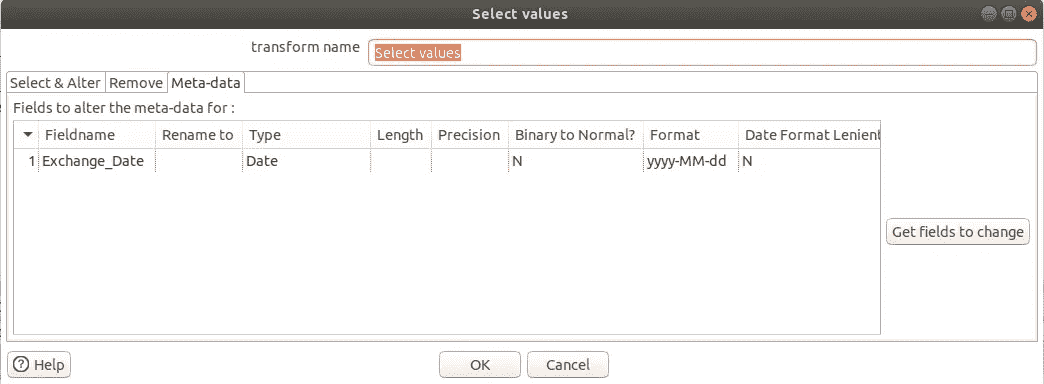 Select values
transform name Select values
Select & Alter Remove Meta-data
Fields to alter the meta-data for :
Fieldname Rename to Type Length Precision Binary to Normal? Format Date Format Lenient
1 Exchange_Date Date N yyyy-MM-dd N
Get fields to change
Help OK Cancel